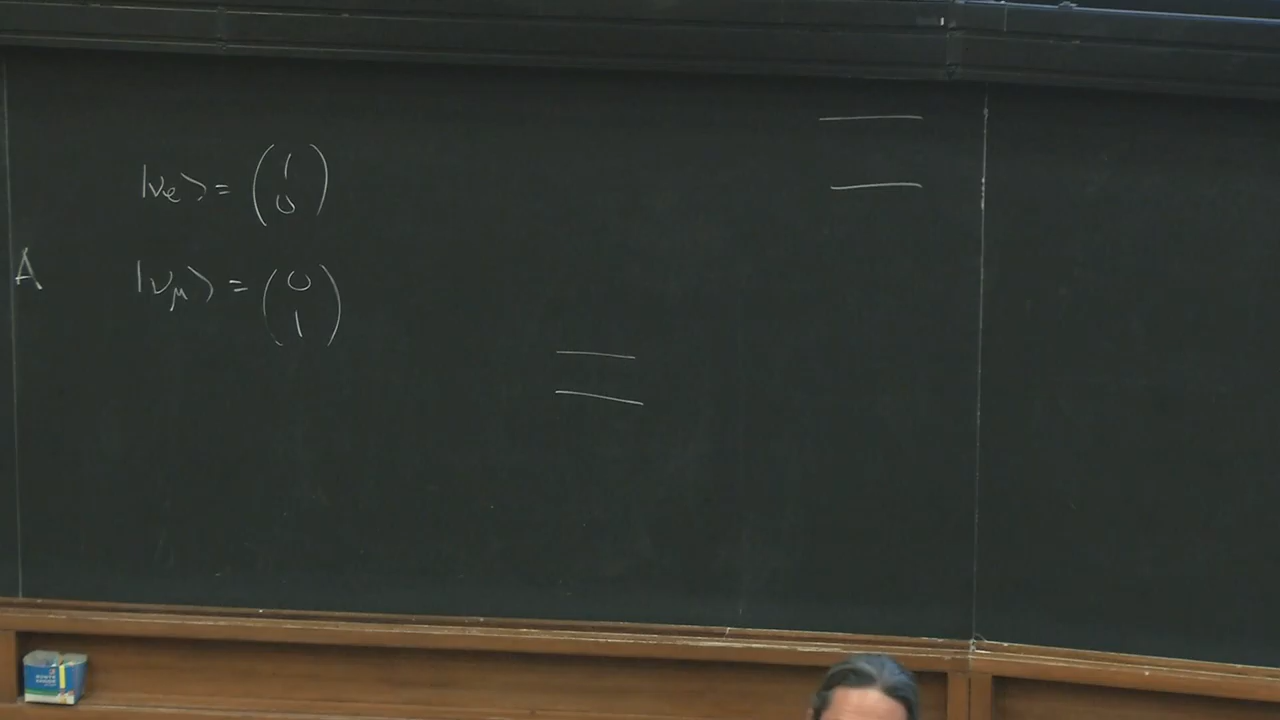 |νe⟩ = (1 0)
A
|νμ⟩ = (0 1)